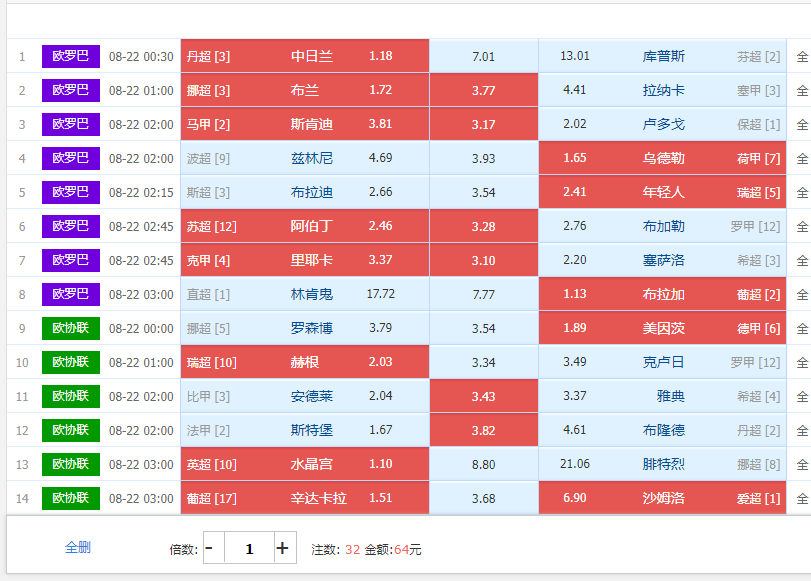 1 欧罗巴 08-22 00:30 丹超 [3] 中日兰 1.18 7.01 13.01 库普斯 芬超 [2] 全
2 欧罗巴 08-22 01:00 挪超 [3] 布兰 1.72 3.77 4.41 拉纳卡 塞甲 [3] 全
3 欧罗巴 08-22 02:00 马甲 [2] 斯肯迪 3.81 3.17 2.02 卢多戈 保超 [1] 全
4 欧罗巴 08-22 02:00 波超 [9] 兹林尼 4.69 3.93 1.65 乌德勒 荷甲 [7] 全
5 欧罗巴 08-22 02:15 斯超 [3] 布拉迪 2.66 3.54 2.41 年轻人 瑞超 [5] 全
6 欧罗巴 08-22 02:45 苏超 [12] 阿伯丁 2.46 3.28 2.76 布加勒 罗甲 [12] 全
7 欧罗巴 08-22 02:45 克甲 [4] 里耶卡 3.37 3.10 2.20 塞萨洛 希超 [3] 全
8 欧罗巴 08-22 03:00 直超 [1] 林肯鬼 17.72 7.77 1.13 布拉加 葡超 [2] 全
9 欧协联 08-22 00:00 挪超 [5] 罗森博 3.79 3.54 1.89 美因茨 德甲 [6] 全
10 欧协联 08-22 01:00 瑞超 [10] 赫根 2.03 3.34 3.49 克卢日 罗甲 [12] 全
11 欧协联 08-22 02:00 比甲 [3] 安德莱 2.04 3.43 3.37 雅典 希超 [4] 全
12 欧协联 08-22 02:00 法甲 [2] 斯特堡 1.67 3.82 4.61 布隆德 丹超 [2] 全
13 欧协联 08-22 03:00 英超 [10] 水晶宫 1.10 8.80 21.06 腓特烈 挪超 [8] 全
14 欧协联 08-22 03:00 葡超 [17] 辛达卡拉 1.51 3.68 6.90 沙姆洛 爱超 [1] 全
全删 倍数: - 1 + 注数: 32 金额:64元